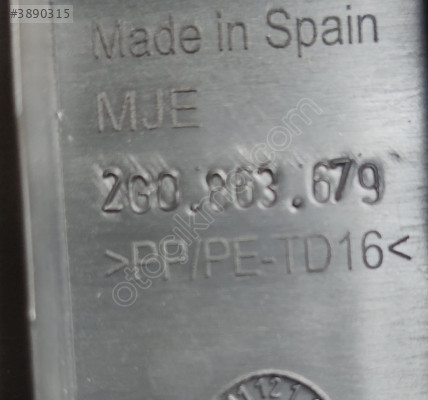 #3890315
Made in Spain
MJE
2G0.863.679
>PP/PE-TD16<